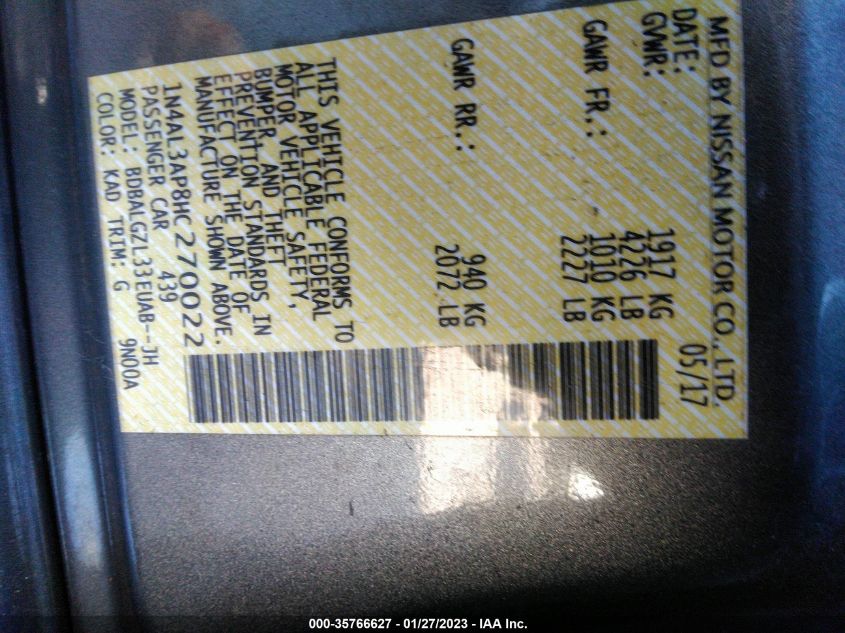 MFD BY NISSAN MOTOR CO., LTD.
DATE: 05/17
GVWR: 1917 KG
4226 LB
GAWR FR.: 1010 KG
2227 LB
GAWR RR.: 940 KG
2072 LB
THIS VEHICLE CONFORMS TO
ALL APPLICABLE FEDERAL
MOTOR VEHICLE SAFETY,
BUMPER, AND THEFT
PREVENTION STANDARDS IN
EFFECT ON THE DATE OF
MANUFACTURE SHOWN ABOVE.
1N4AL3AP8HC270022
PASSENGER CAR 439
MODEL: BDBALGZL33EUAB--JH
COLOR: KAD TRIM: G 9N00A
000-35766627 - 01/27/2023 - IAA Inc.